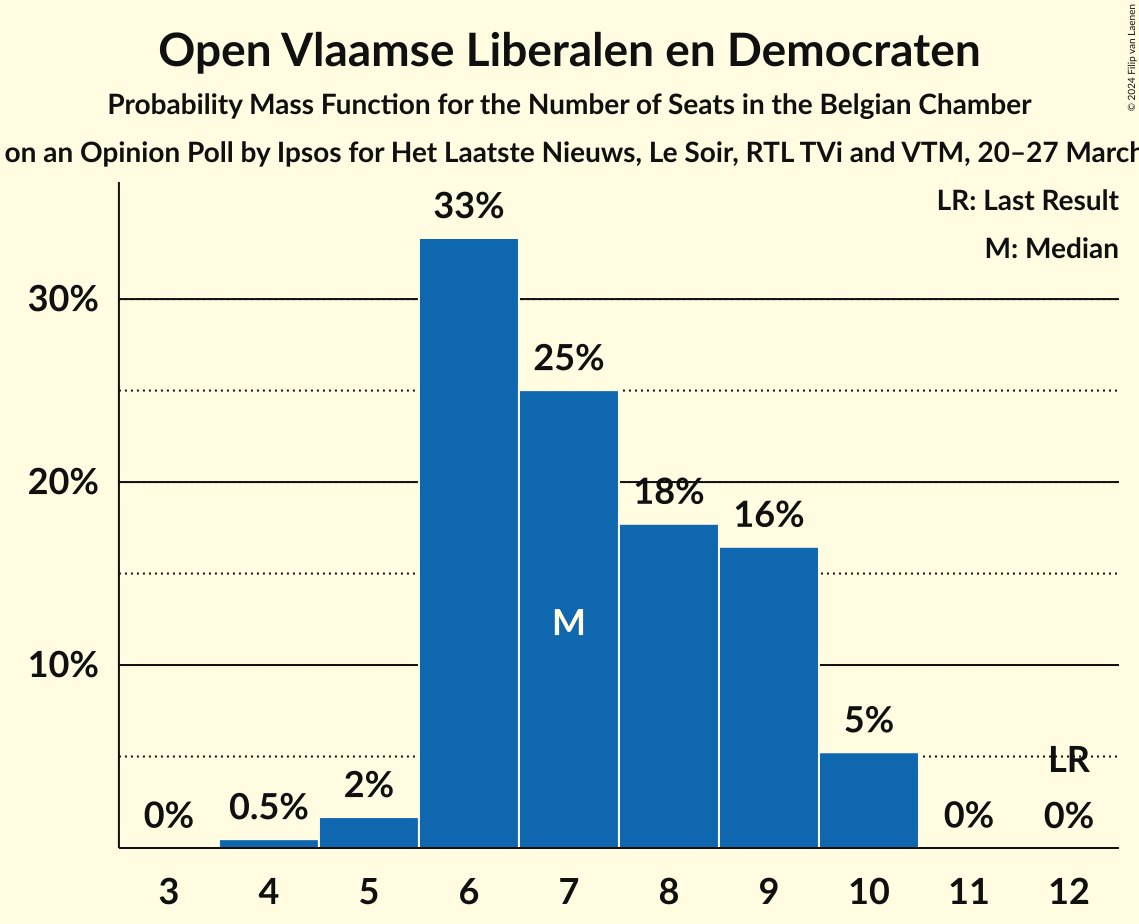 Open Vlaamse Liberalen en Democraten
Probability Mass Function for the Number of Seats in the Belgian Chamber
on an Opinion Poll by Ipsos for Het Laatste Nieuws, Le Soir, RTL TVi and VTM, 20–27 March
© 2024 Filip van Laenen
LR: Last Result
M: Median
33%
30%
25%
20%
18%
16%
M
10%
5%
LR
2%
0.5%
0%
0%
0%
3 4 5 6 7 8 9 10 11 12